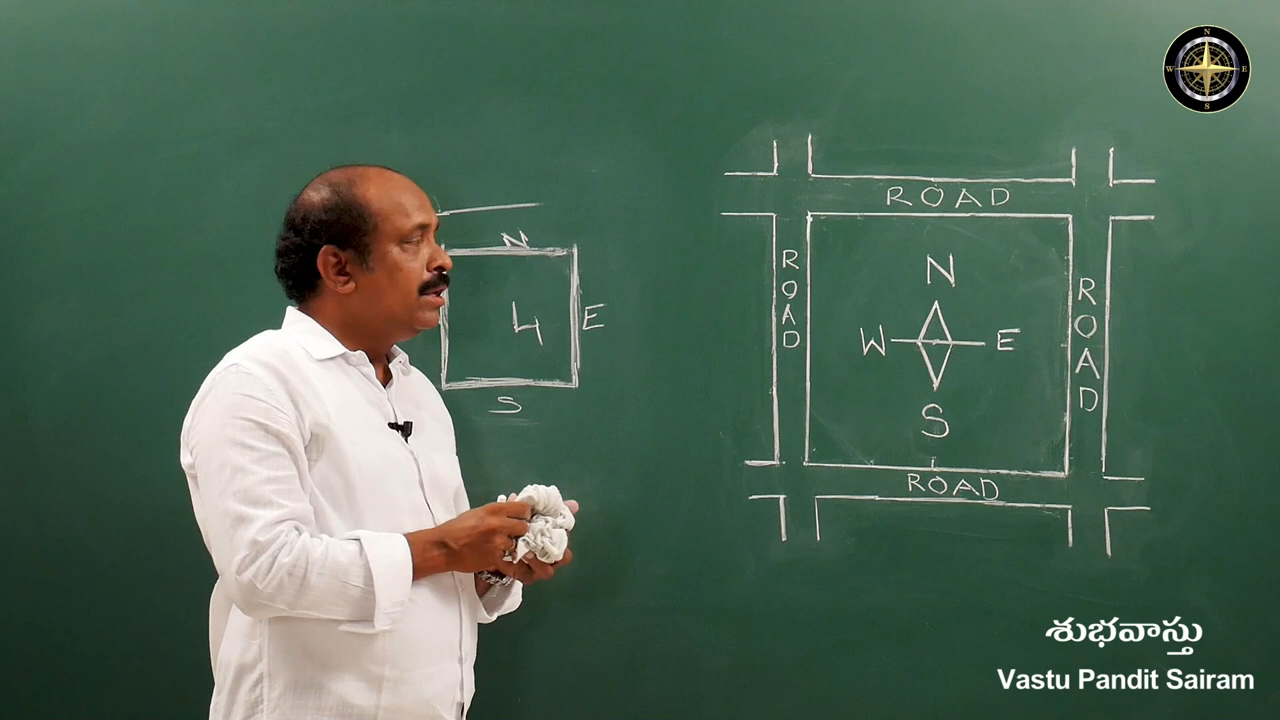 N
W E
S
N
4
E
S
ROAD
ROAD
N
W E
S
ROAD
ROAD
శుభవాస్తు
Vastu Pandit Sairam